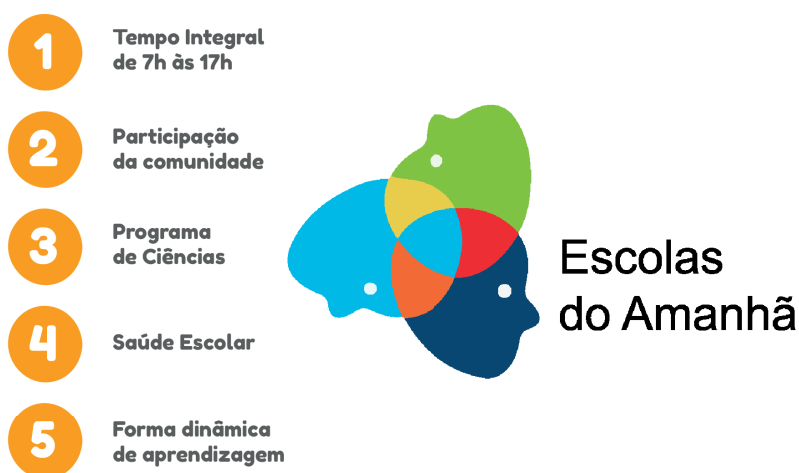 1
Tempo Integral
de 7h às 17h
2
Participação
da comunidade
3
Programa
de Ciências
4
Saúde Escolar
5
Forma dinâmica
de aprendizagem
Escolas
do Amanhã